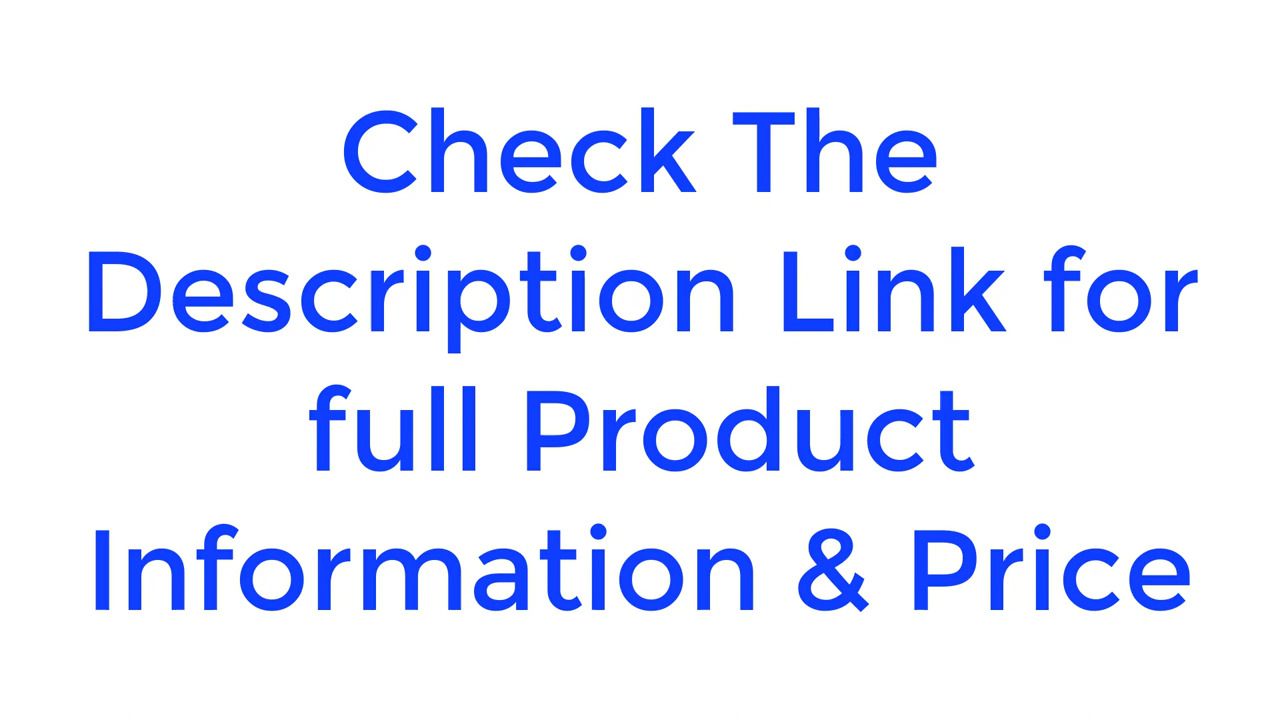 Check The
Description Link for
full Product
Information & Price